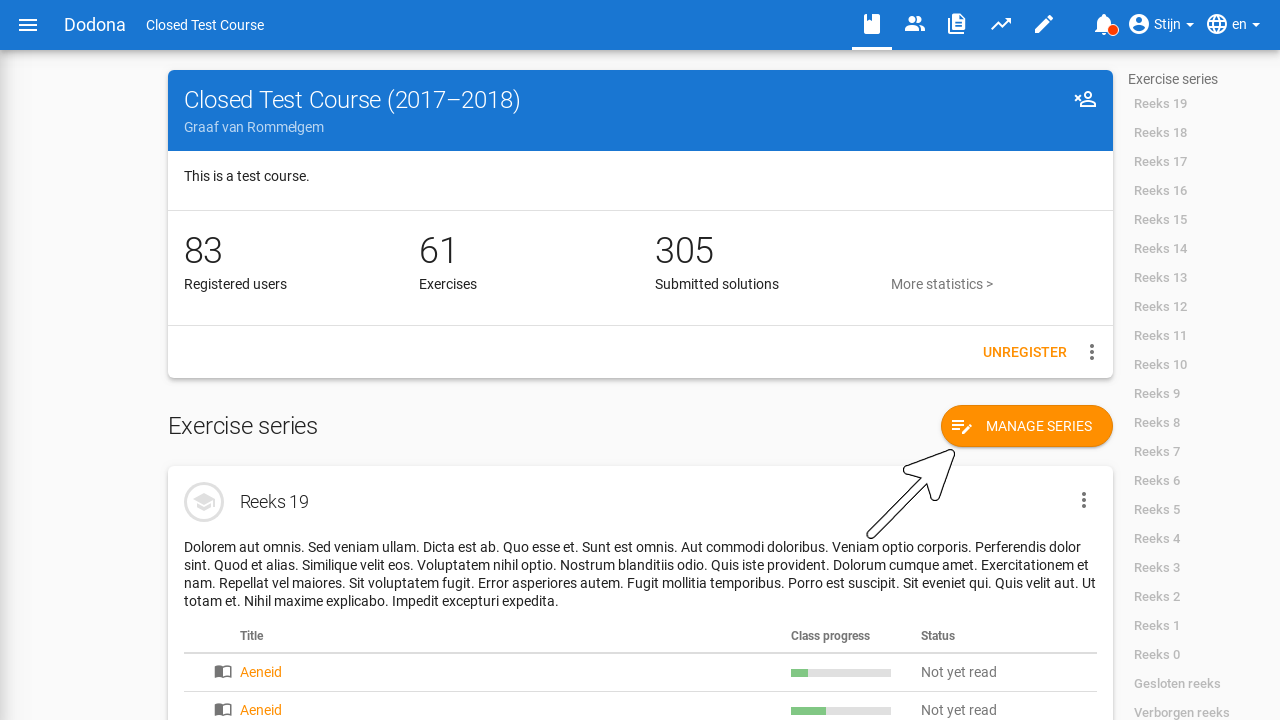 Dodona
Closed Test Course
Stijn
en
Closed Test Course (2017–2018)
Graaf van Rommelgem
This is a test course.
83
Registered users
61
Exercises
305
Submitted solutions
More statistics >
UNREGISTER
Exercise series
MANAGE SERIES
Reeks 19
Dolorem aut omnis. Sed veniam ullam. Dicta est ab. Quo esse et. Sunt est omnis. Aut commodi doloribus. Veniam optio corporis. Perferendis dolor
sint. Quod et alias. Similique velit eos. Voluptatem nihil optio. Nostrum blanditiis odio. Quis iste provident. Dolorum cumque amet. Exercitationem et
nam. Repellat vel maiores. Sit voluptatem fugit. Error asperiores autem. Fugit mollitia temporibus. Porro est suscipit. Sit eveniet qui. Quis velit aut. Ut
totam et. Nihil maxime explicabo. Impedit excepturi expedita.
Title
Class progress
Status
Aeneid
Not yet read
Aeneid
Not yet read
Exercise series
Reeks 19
Reeks 18
Reeks 17
Reeks 16
Reeks 15
Reeks 14
Reeks 13
Reeks 12
Reeks 11
Reeks 10
Reeks 9
Reeks 8
Reeks 7
Reeks 6
Reeks 5
Reeks 4
Reeks 3
Reeks 2
Reeks 1
Reeks 0
Gesloten reeks
Verborgen reeks